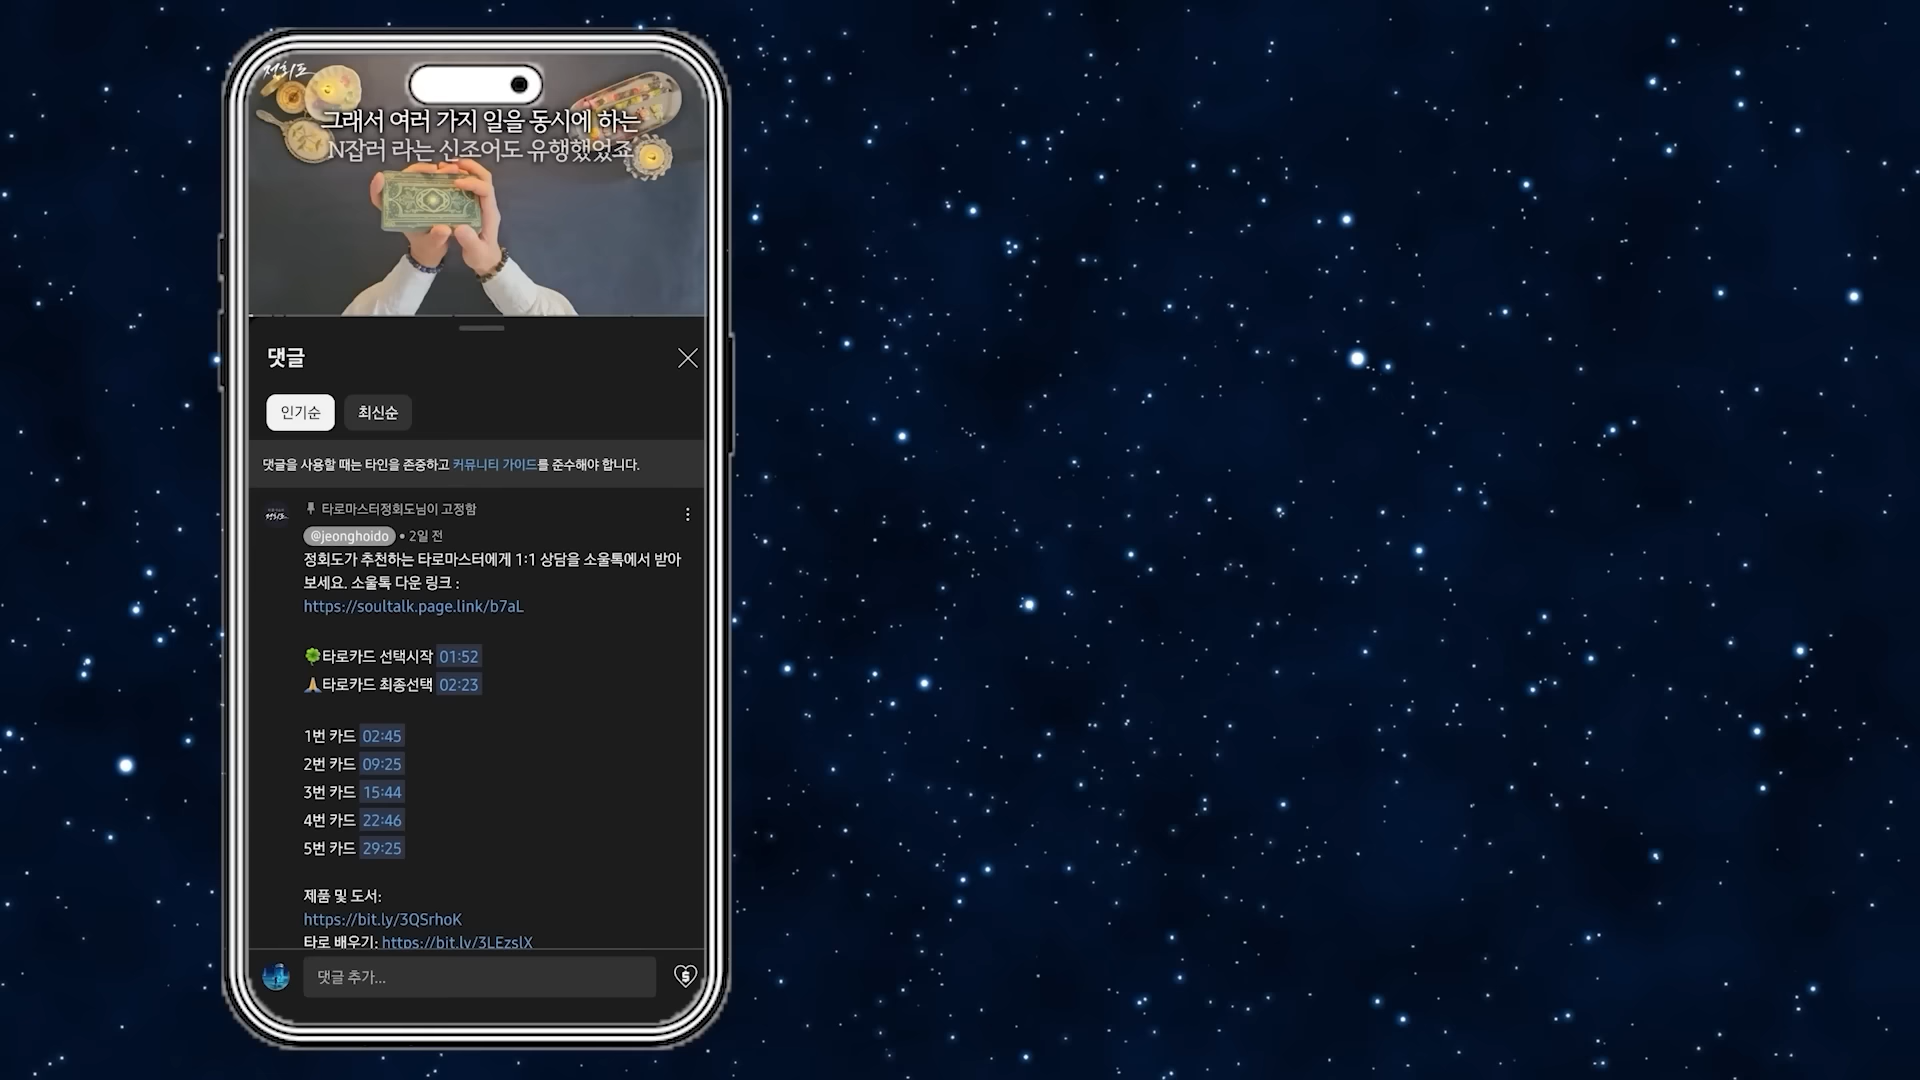 정회도
그래서 여러 가지 일을 동시에 하는
N잡러 라는 신조어도 유행했었죠
댓글
인기순 최신순
댓글을 사용할 때는 타인을 존중하고 커뮤니티 가이드를 준수해야 합니다.
타로마스터정회도님이 고정함
@jeonghoido • 2일 전
정회도가 추천하는 타로마스터에게 1:1 상담을 소울톡에서 받아
보세요. 소울톡 다운 링크 :
https://soultalk.page.link/b7aL
🍀타로카드 선택시작 01:52
🙏타로카드 최종선택 02:23
1번 카드 02:45
2번 카드 09:25
3번 카드 15:44
4번 카드 22:46
5번 카드 29:25
제품 및 도서:
https://bit.ly/3QSrhoK
타로 배우기: https://bit.ly/3LEzslX
댓글 추가...